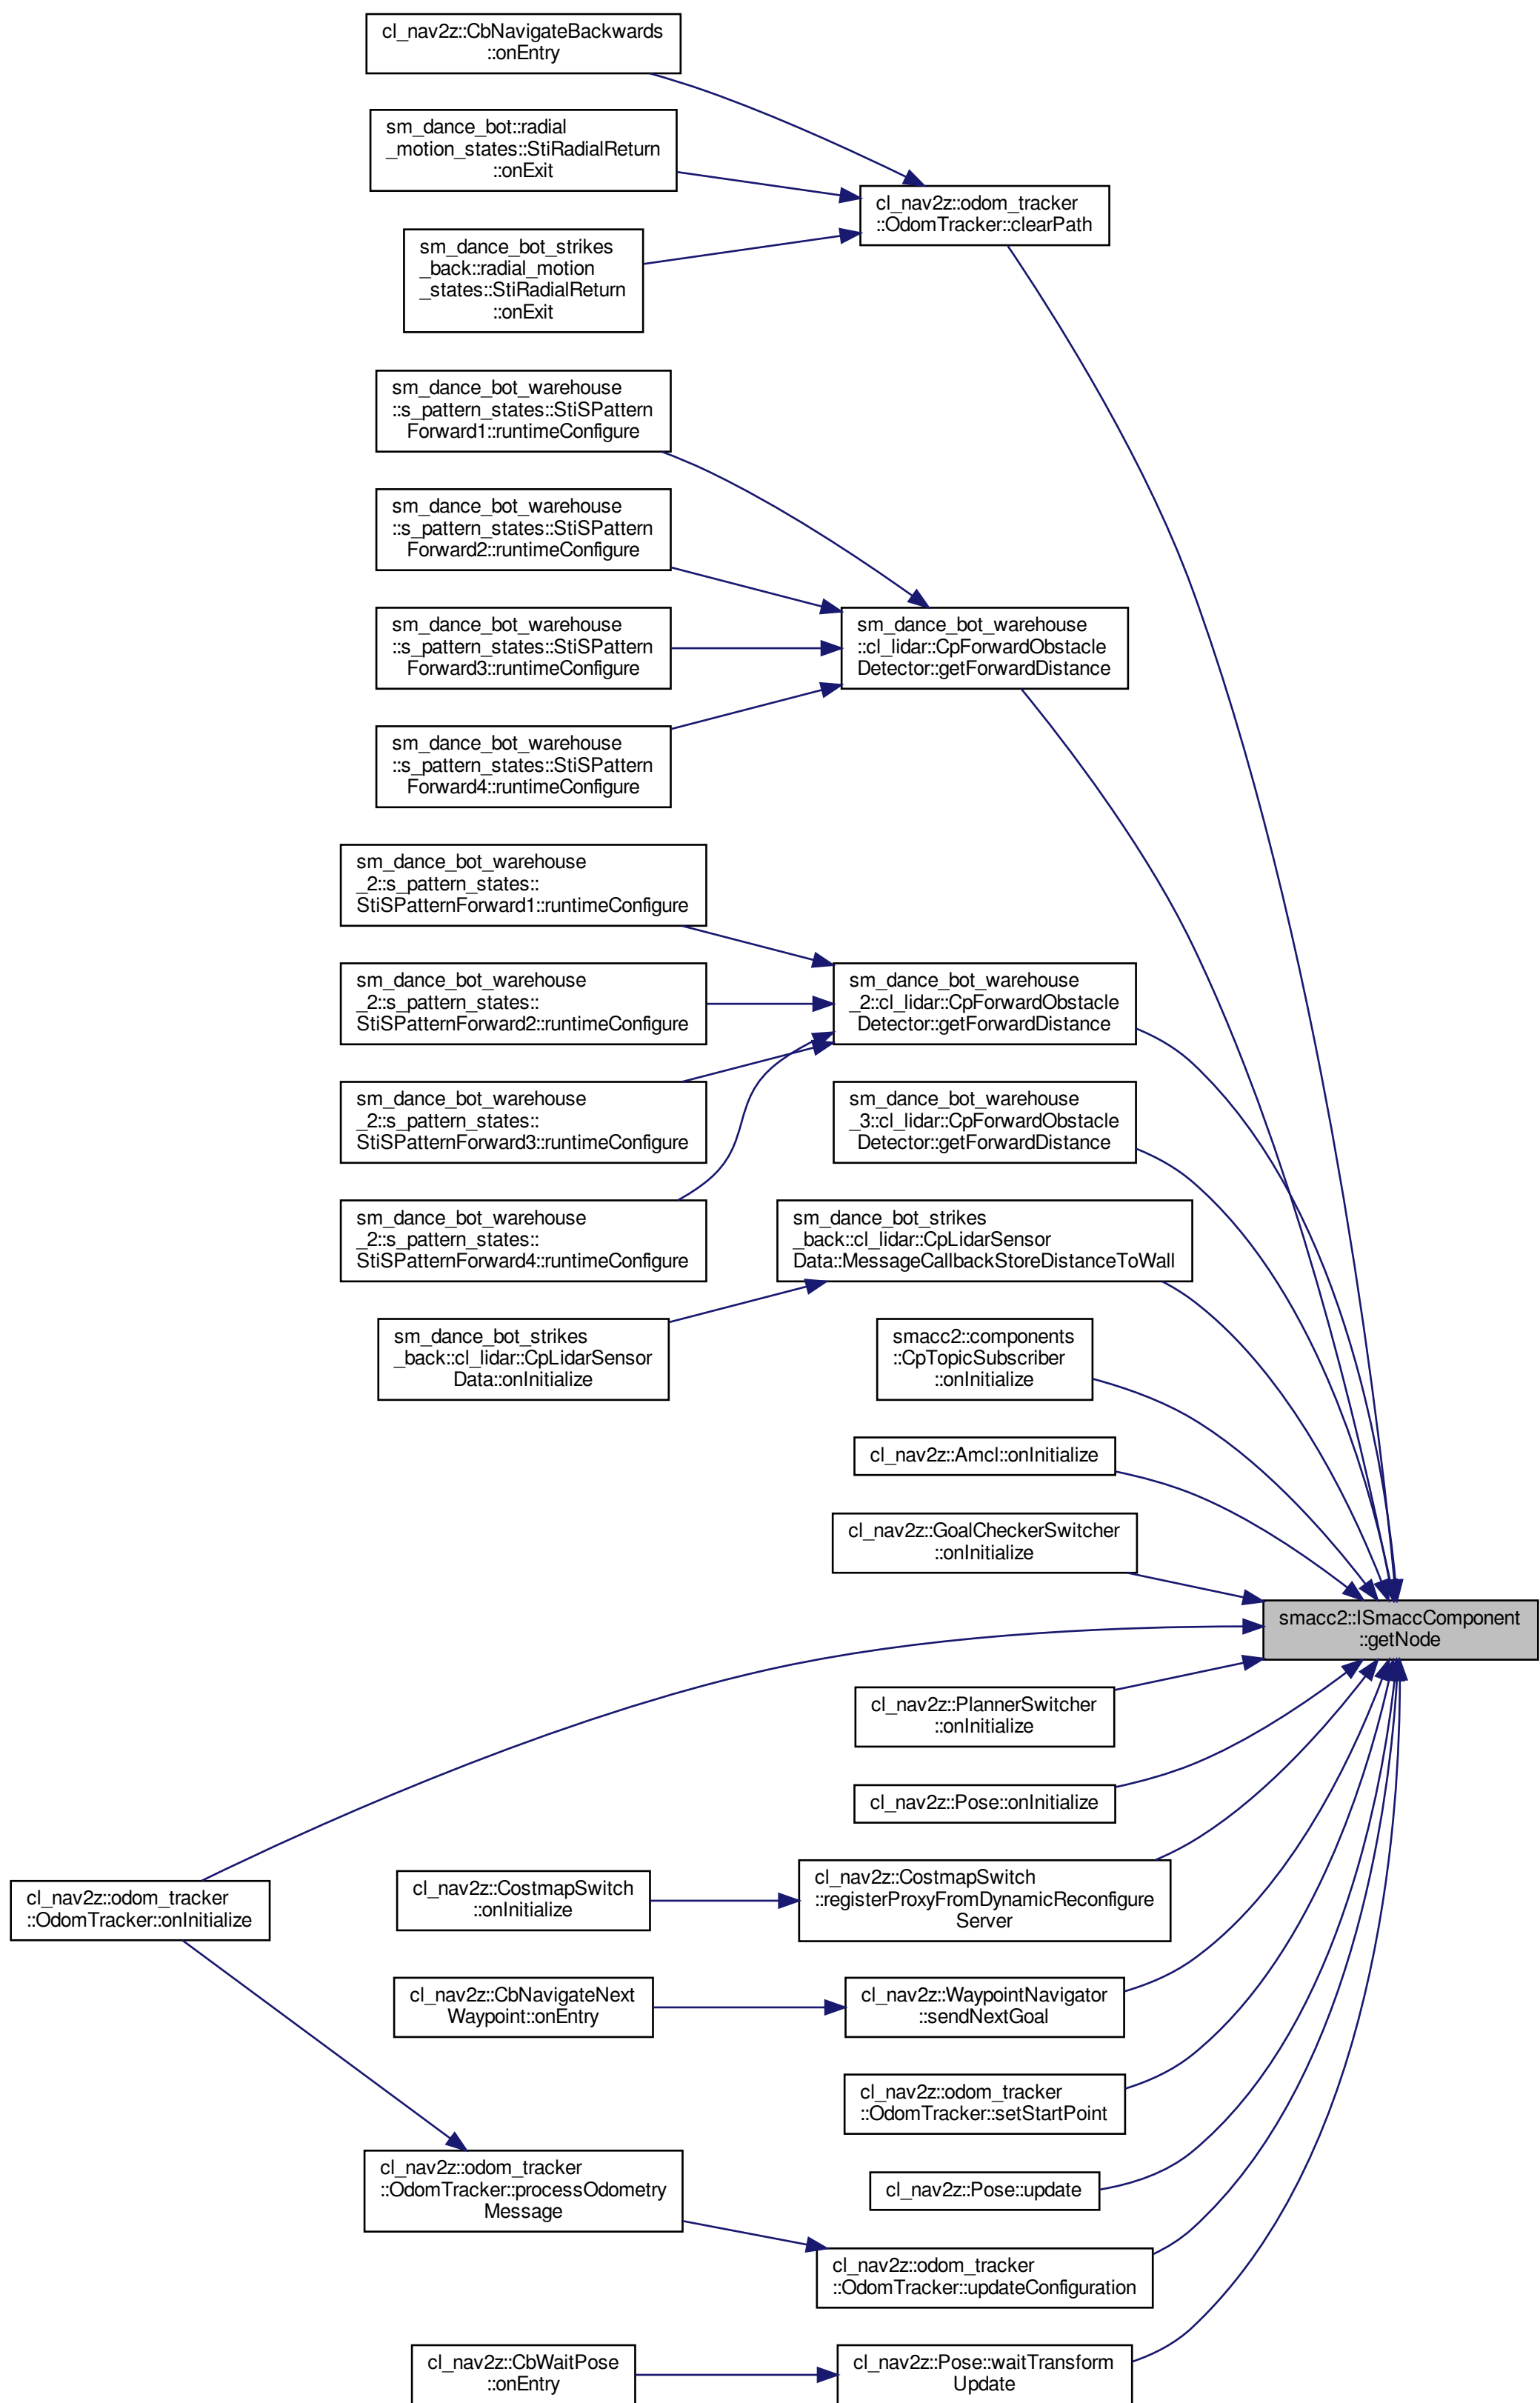 cl_nav2z::CbNavigateBackwards
::onEntry
sm_dance_bot::radial
_motion_states::StiRadialReturn
::onExit
cl_nav2z::odom_tracker
::OdomTracker::clearPath
sm_dance_bot_strikes
_back::radial_motion
_states::StiRadialReturn
::onExit
sm_dance_bot_warehouse
::s_pattern_states::StiSPattern
Forward1::runtimeConfigure
sm_dance_bot_warehouse
::s_pattern_states::StiSPattern
Forward2::runtimeConfigure
sm_dance_bot_warehouse
::s_pattern_states::StiSPattern
Forward3::runtimeConfigure
sm_dance_bot_warehouse
::cl_lidar::CpForwardObstacle
Detector::getForwardDistance
sm_dance_bot_warehouse
::s_pattern_states::StiSPattern
Forward4::runtimeConfigure
sm_dance_bot_warehouse
_2::s_pattern_states::
StiSPatternForward1::runtimeConfigure
sm_dance_bot_warehouse
_2::s_pattern_states::
StiSPatternForward2::runtimeConfigure
sm_dance_bot_warehouse
_2::cl_lidar::CpForwardObstacle
Detector::getForwardDistance
sm_dance_bot_warehouse
_2::s_pattern_states::
StiSPatternForward3::runtimeConfigure
sm_dance_bot_warehouse
_3::cl_lidar::CpForwardObstacle
Detector::getForwardDistance
sm_dance_bot_warehouse
_2::s_pattern_states::
StiSPatternForward4::runtimeConfigure
sm_dance_bot_strikes
_back::cl_lidar::CpLidarSensor
Data::MessageCallbackStoreDistanceToWall
sm_dance_bot_strikes
_back::cl_lidar::CpLidarSensor
Data::onInitialize
smacc2::components
::CpTopicSubscriber
::onInitialize
cl_nav2z::Amcl::onInitialize
cl_nav2z::GoalCheckerSwitcher
::onInitialize
smacc2::ISmaccComponent
::getNode
cl_nav2z::PlannerSwitcher
::onInitialize
cl_nav2z::Pose::onInitialize
cl_nav2z::odom_tracker
::OdomTracker::onInitialize
cl_nav2z::CostmapSwitch
::onInitialize
cl_nav2z::CostmapSwitch
::registerProxyFromDynamicReconfigure
Server
cl_nav2z::CbNavigateNext
Waypoint::onEntry
cl_nav2z::WaypointNavigator
::sendNextGoal
cl_nav2z::odom_tracker
::OdomTracker::setStartPoint
cl_nav2z::odom_tracker
::OdomTracker::processOdometry
Message
cl_nav2z::Pose::update
cl_nav2z::odom_tracker
::OdomTracker::updateConfiguration
cl_nav2z::CbWaitPose
::onEntry
cl_nav2z::Pose::waitTransform
Update